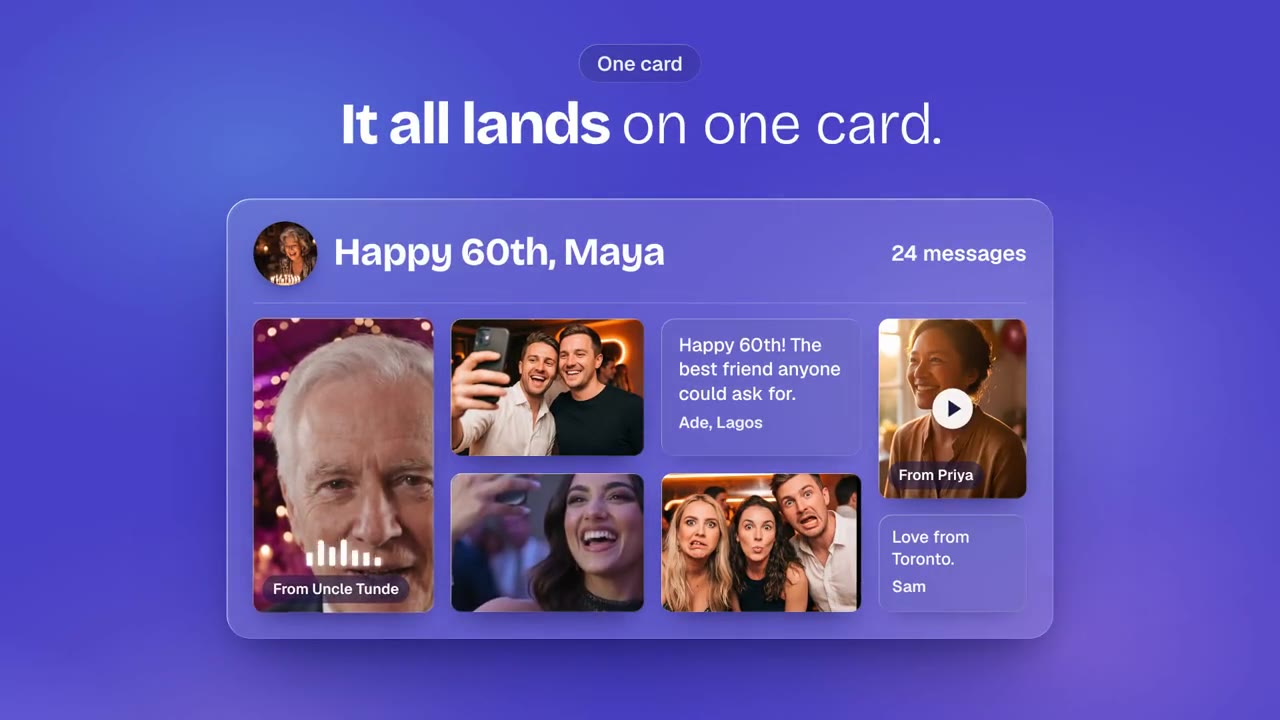 One card
It all lands on one card.
Happy 60th, Maya
24 messages
From Uncle Tunde
Happy 60th! The
best friend anyone
could ask for.
Ade, Lagos
From Priya
Love from
Toronto.
Sam